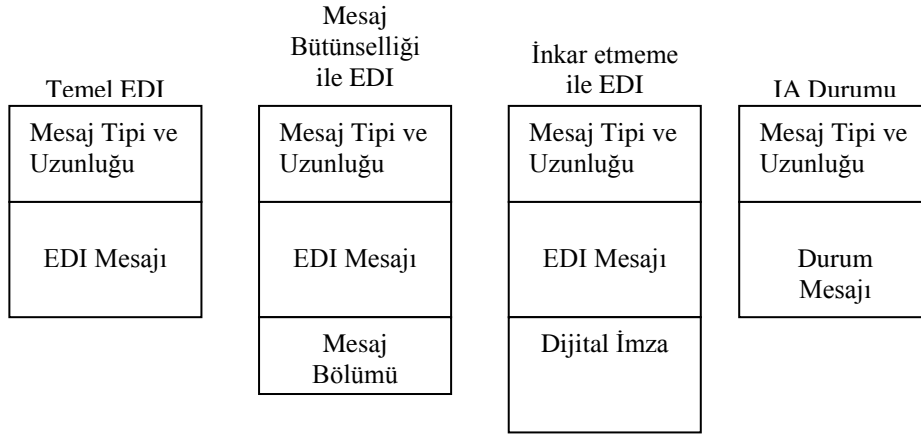 Temel EDI
Mesaj Tipi ve
Uzunluğu
EDI Mesajı
Mesaj
Bütünselliği
ile EDI
Mesaj Tipi ve
Uzunluğu
EDI Mesajı
Mesaj
Bölümü
İnkar etmeme
ile EDI
Mesaj Tipi ve
Uzunluğu
EDI Mesajı
Dijital İmza
IA Durumu
Mesaj Tipi ve
Uzunluğu
Durum
Mesajı